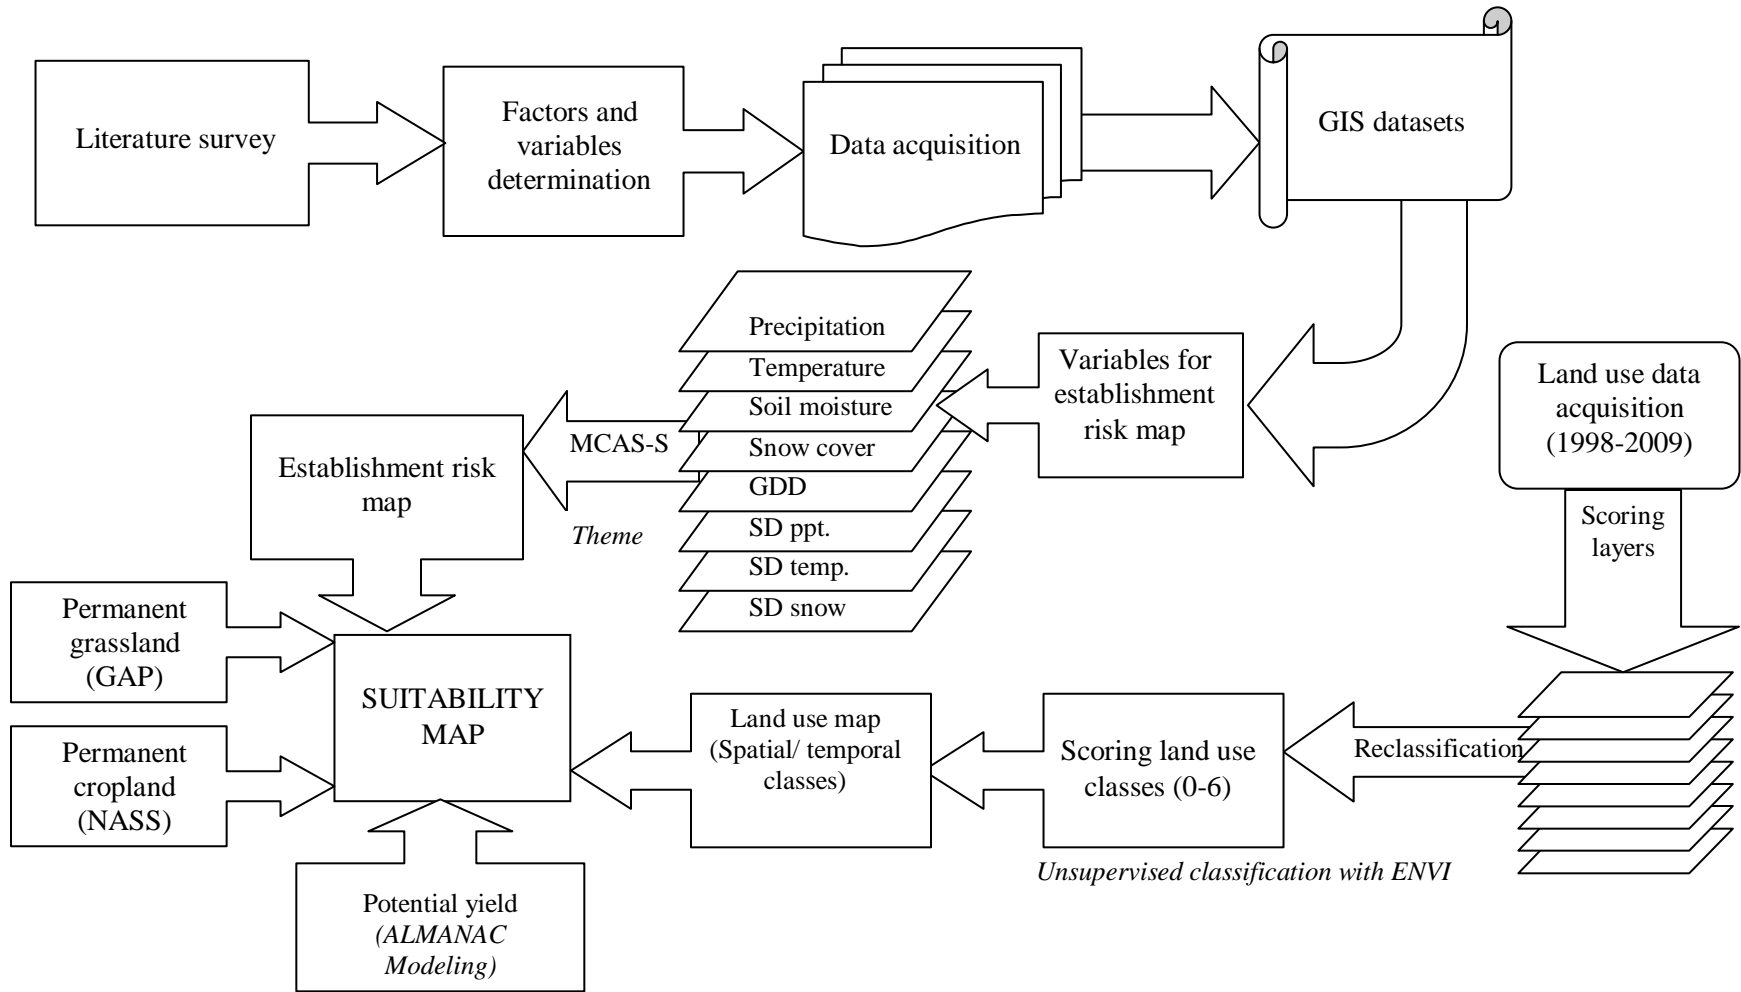 Literature survey
Factors and
variables
determination
Data acquisition
GIS datasets
Precipitation
Temperature
Soil moisture
Snow cover
GDD
SD ppt.
SD temp.
SD snow
Variables for
establishment
risk map
Land use data
acquisition
(1998-2009)
Scoring
layers
MCAS-S
Theme
Establishment risk
map
Permanent
grassland
(GAP)
SUITABILITY
MAP
Permanent
cropland
(NASS)
Land use map
(Spatial/ temporal
classes)
Scoring land use
classes (0-6)
Reclassification
Unsupervised classification with ENVI
Potential yield
(ALMANAC
Modeling)